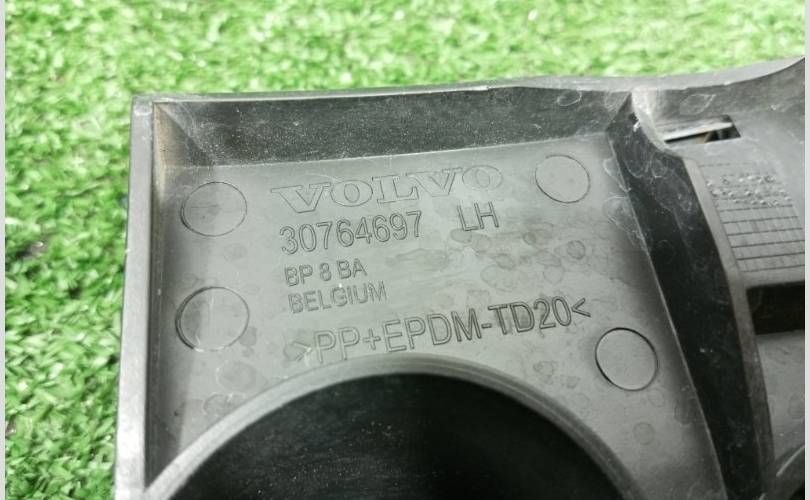 VOLVO
30764697 LH
BP 8 BA
BELGIUM
>PP+EPDM-TD20<